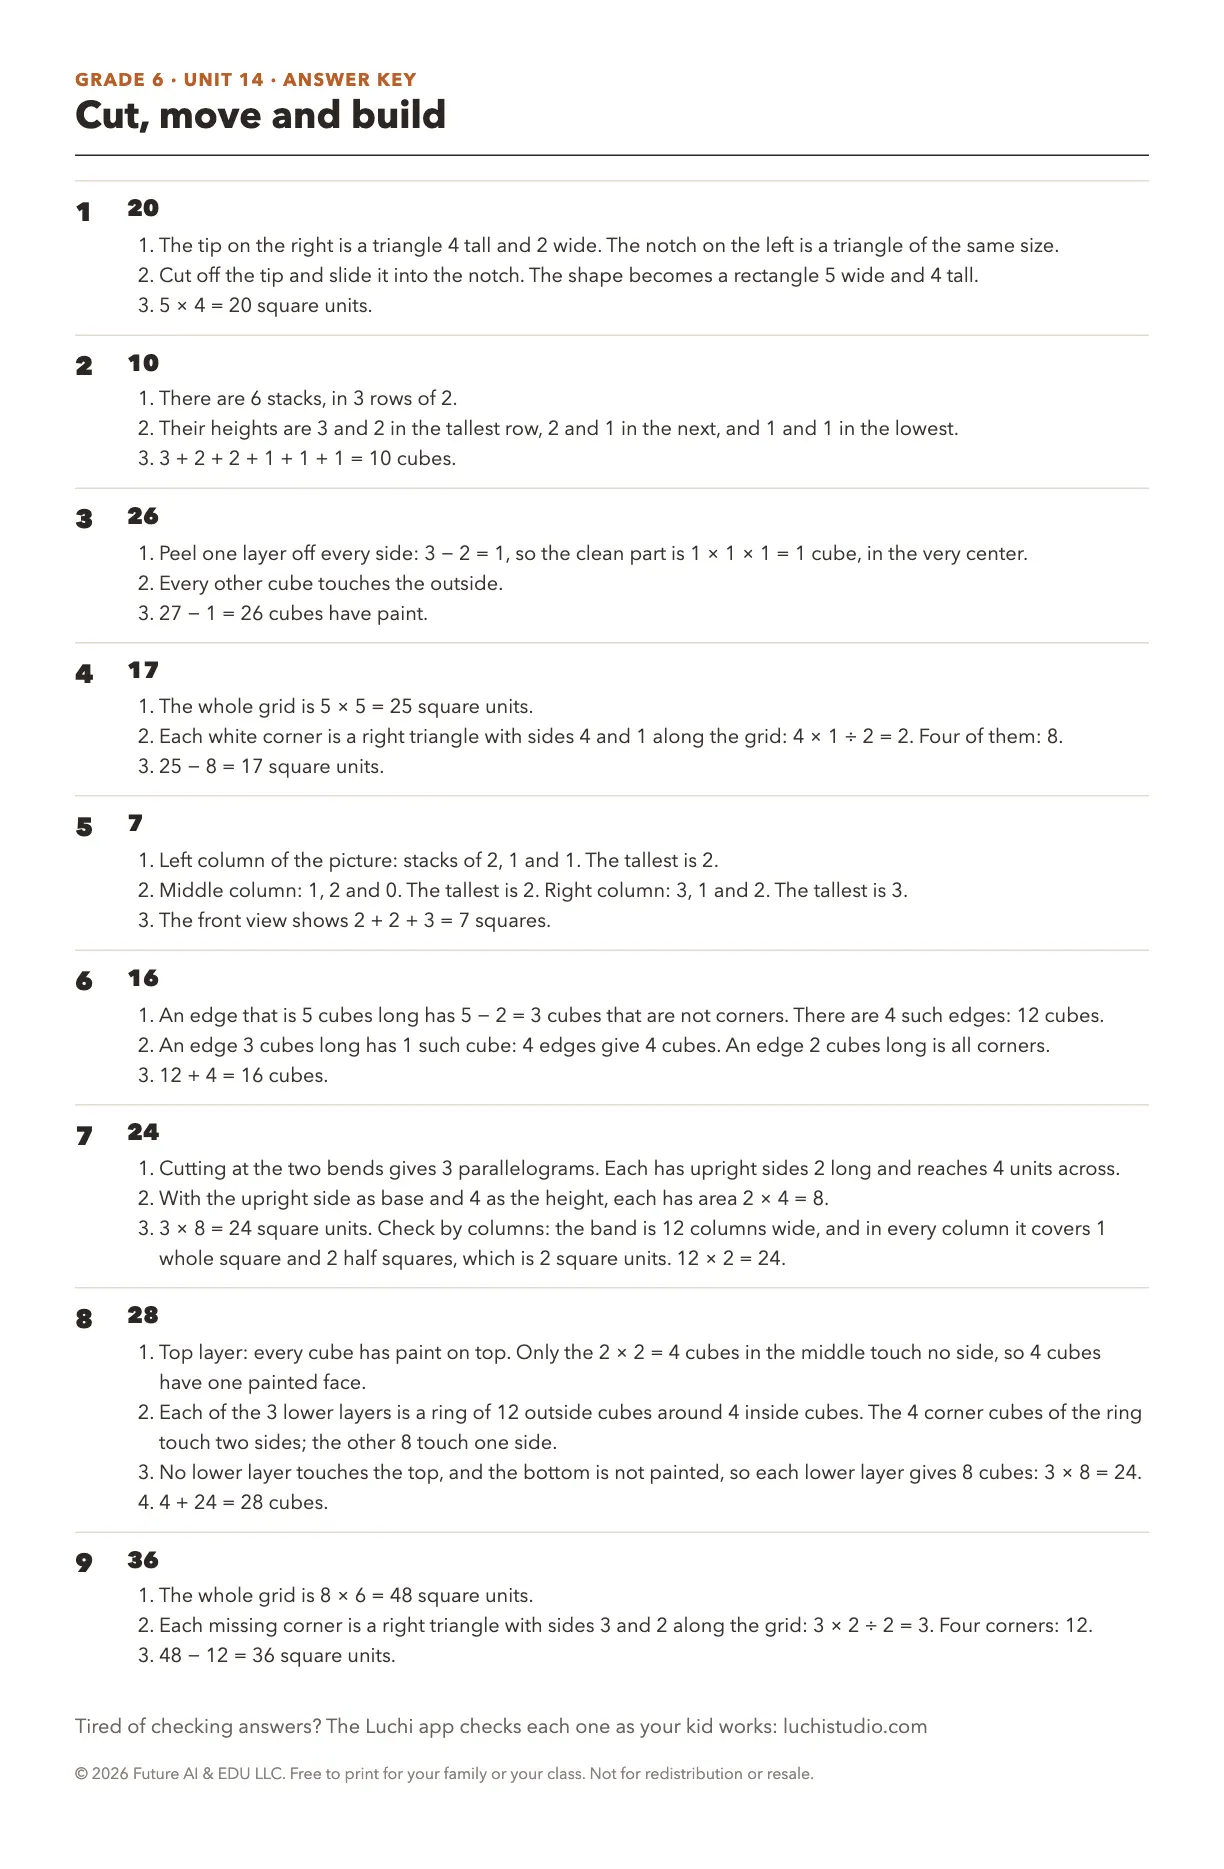 GRADE 6 · UNIT 14 · ANSWER KEY
Cut, move and build
1 20
1. The tip on the right is a triangle 4 tall and 2 wide. The notch on the left is a triangle of the same size.
2. Cut off the tip and slide it into the notch. The shape becomes a rectangle 5 wide and 4 tall.
3. 5 × 4 = 20 square units.
2 10
1. There are 6 stacks, in 3 rows of 2.
2. Their heights are 3 and 2 in the tallest row, 2 and 1 in the next, and 1 and 1 in the lowest.
3. 3 + 2 + 2 + 1 + 1 + 1 = 10 cubes.
3 26
1. Peel one layer off every side: 3 − 2 = 1, so the clean part is 1 × 1 × 1 = 1 cube, in the very center.
2. Every other cube touches the outside.
3. 27 − 1 = 26 cubes have paint.
4 17
1. The whole grid is 5 × 5 = 25 square units.
2. Each white corner is a right triangle with sides 4 and 1 along the grid: 4 × 1 ÷ 2 = 2. Four of them: 8.
3. 25 − 8 = 17 square units.
5 7
1. Left column of the picture: stacks of 2, 1 and 1. The tallest is 2.
2. Middle column: 1, 2 and 0. The tallest is 2. Right column: 3, 1 and 2. The tallest is 3.
3. The front view shows 2 + 2 + 3 = 7 squares.
6 16
1. An edge that is 5 cubes long has 5 − 2 = 3 cubes that are not corners. There are 4 such edges: 12 cubes.
2. An edge 3 cubes long has 1 such cube: 4 edges give 4 cubes. An edge 2 cubes long is all corners.
3. 12 + 4 = 16 cubes.
7 24
1. Cutting at the two bends gives 3 parallelograms. Each has upright sides 2 long and reaches 4 units across.
2. With the upright side as base and 4 as the height, each has area 2 × 4 = 8.
3. 3 × 8 = 24 square units. Check by columns: the band is 12 columns wide, and in every column it covers 1
whole square and 2 half squares, which is 2 square units. 12 × 2 = 24.
8 28
1. Top layer: every cube has paint on top. Only the 2 × 2 = 4 cubes in the middle touch no side, so 4 cubes
have one painted face.
2. Each of the 3 lower layers is a ring of 12 outside cubes around 4 inside cubes. The 4 corner cubes of the ring
touch two sides; the other 8 touch one side.
3. No lower layer touches the top, and the bottom is not painted, so each lower layer gives 8 cubes: 3 × 8 = 24.
4. 4 + 24 = 28 cubes.
9 36
1. The whole grid is 8 × 6 = 48 square units.
2. Each missing corner is a right triangle with sides 3 and 2 along the grid: 3 × 2 ÷ 2 = 3. Four corners: 12.
3. 48 − 12 = 36 square units.
Tired of checking answers? The Luchi app checks each one as your kid works: luchistudio.com
© 2026 Future AI & EDU LLC. Free to print for your family or your class. Not for redistribution or resale.